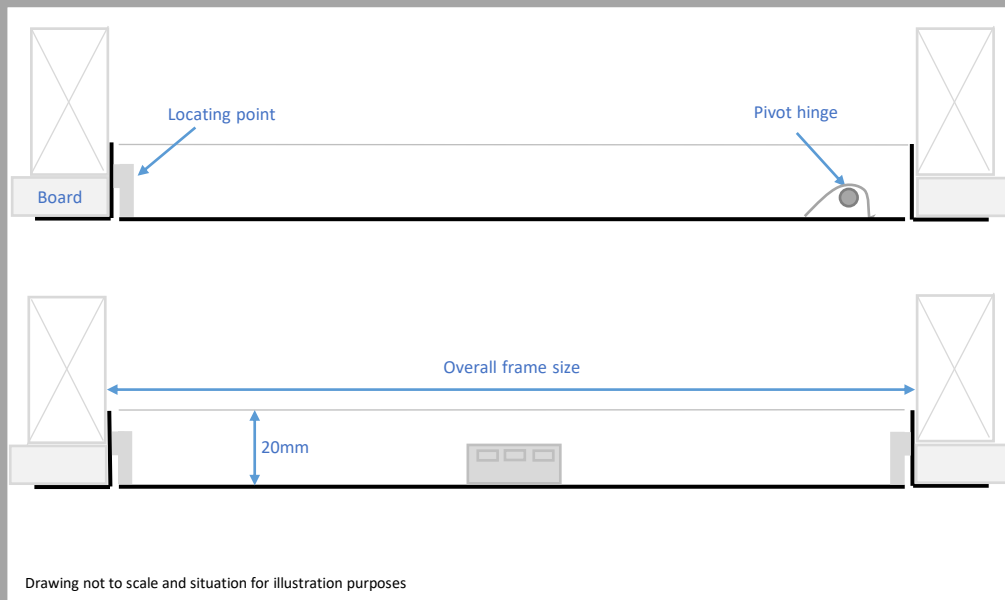 Locating point
Pivot hinge
Board
Overall frame size
20mm
Drawing not to scale and situation for illustration purposes